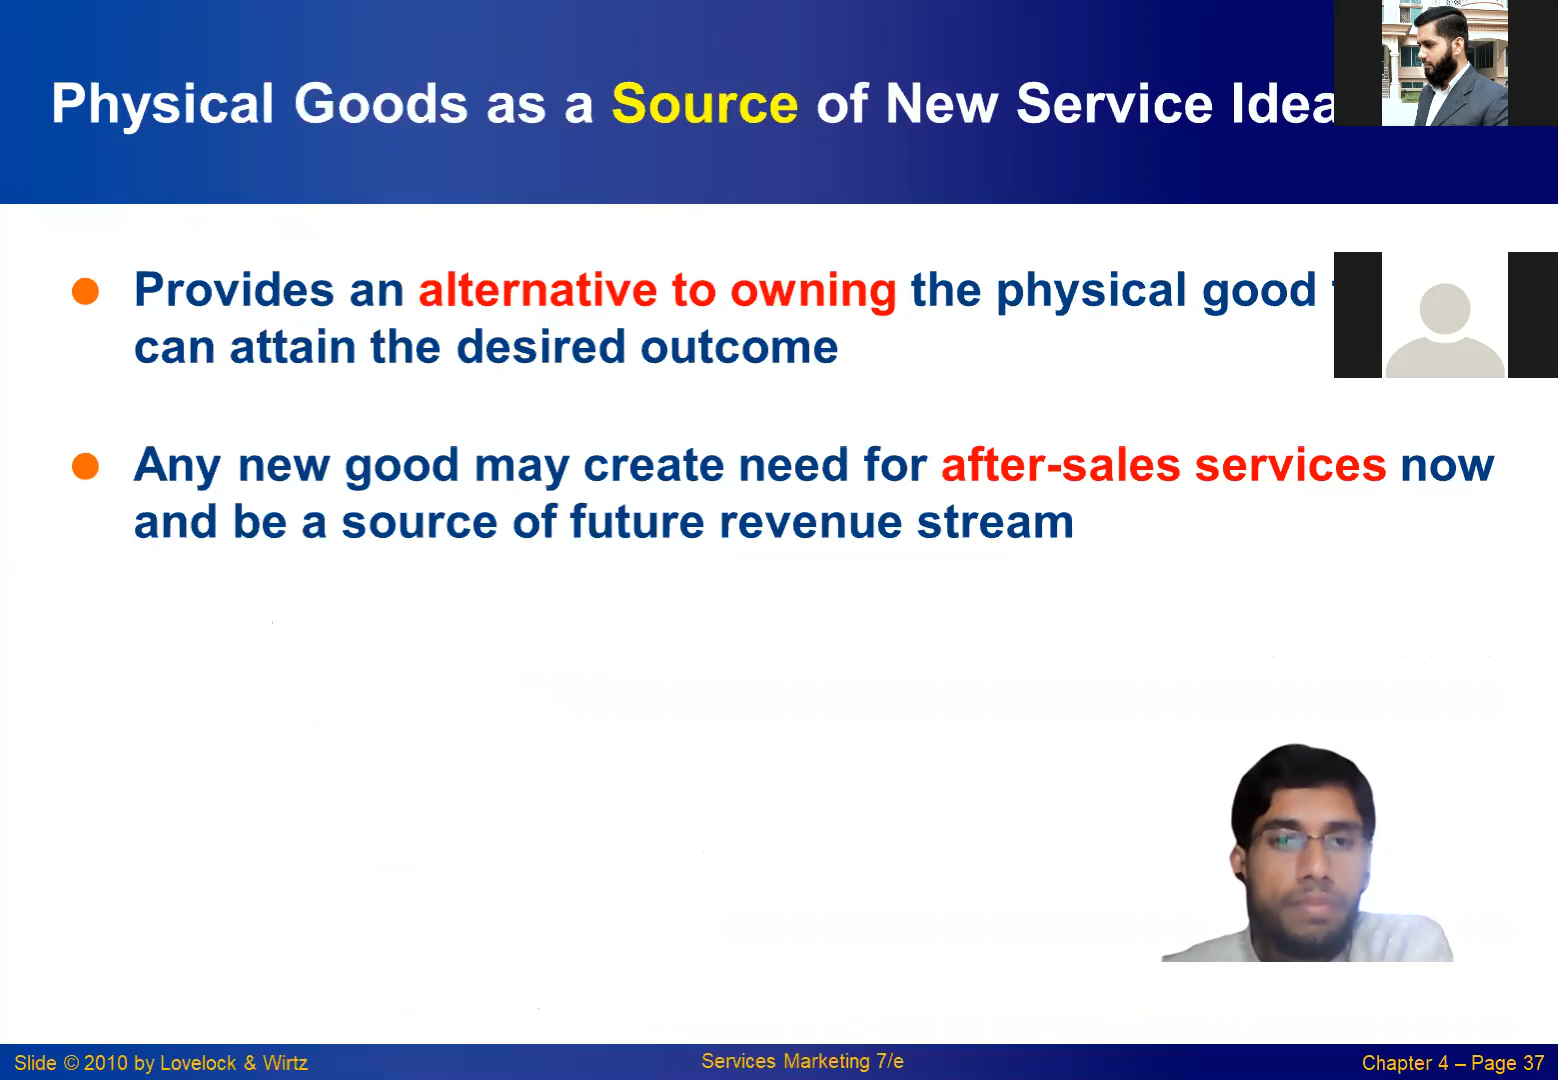 Physical Goods as a Source of New Service Idea
Provides an alternative to owning the physical good
can attain the desired outcome
Any new good may create need for after-sales services now
and be a source of future revenue stream
Slide © 2010 by Lovelock & Wirtz
Services Marketing 7/e
Chapter 4 – Page 37